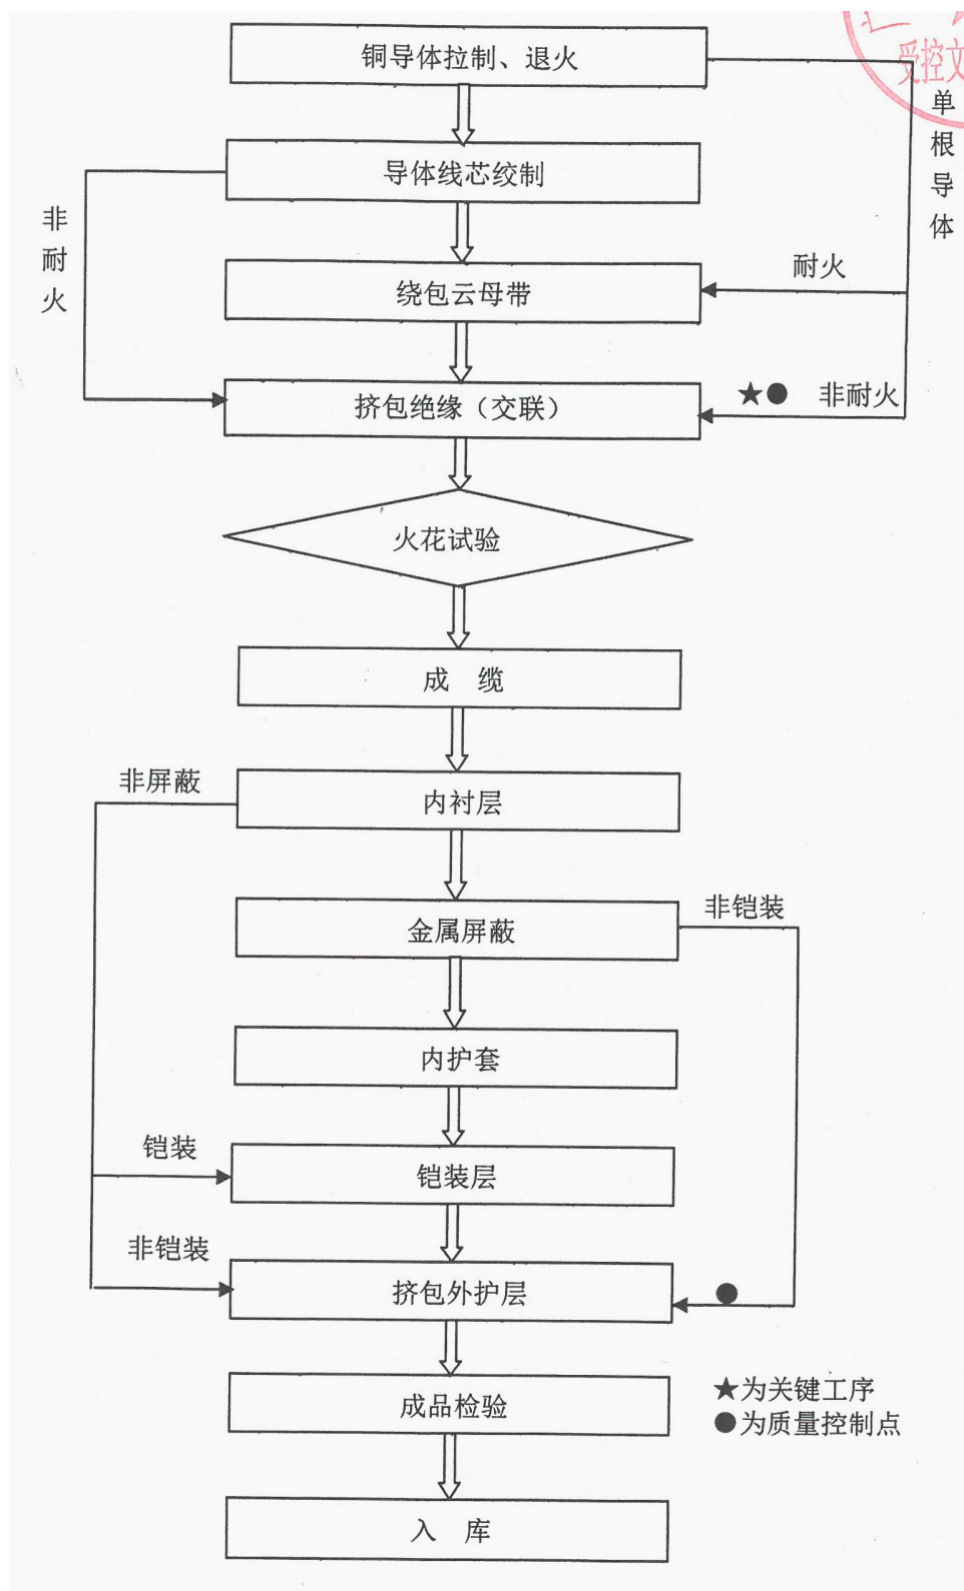 受控文
铜导体拉制、退火
单根导体
导体线芯绞制
非耐火
耐火
绕包云母带
挤包绝缘（交联）
★● 非耐火
火花试验
成 缆
非屏蔽
内衬层
非铠装
金属屏蔽
内护套
铠装
铠装层
非铠装
挤包外护层
●
成品检验
★为关键工序
●为质量控制点
入 库